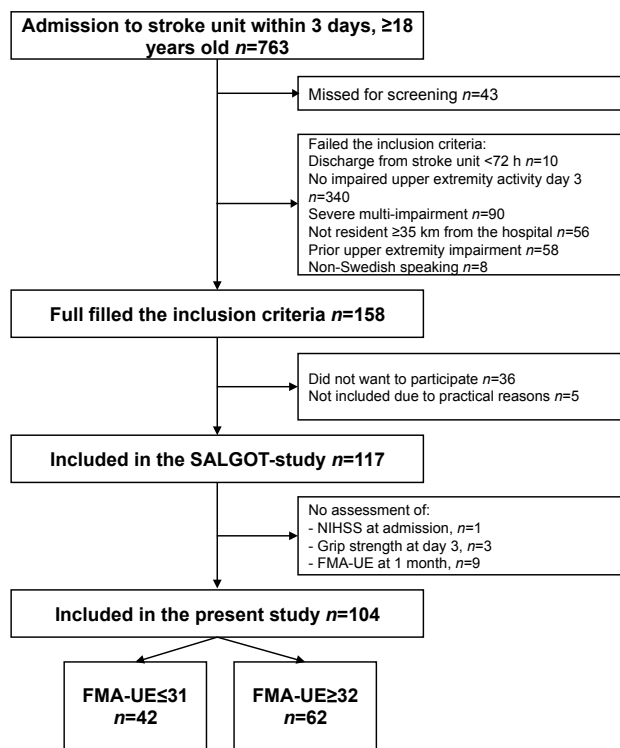 Admission to stroke unit within 3 days, ≥18
years old n=763
Missed for screening n=43
Failed the inclusion criteria:
Discharge from stroke unit <72 h n=10
No impaired upper extremity activity day 3
n=340
Severe multi-impairment n=90
Not resident ≥35 km from the hospital n=56
Prior upper extremity impairment n=58
Non-Swedish speaking n=8
Full filled the inclusion criteria n=158
Did not want to participate n=36
Not included due to practical reasons n=5
Included in the SALGOT-study n=117
No assessment of:
- NIHSS at admission, n=1
- Grip strength at day 3, n=3
- FMA-UE at 1 month, n=9
Included in the present study n=104
FMA-UE≤31
n=42
FMA-UE≥32
n=62